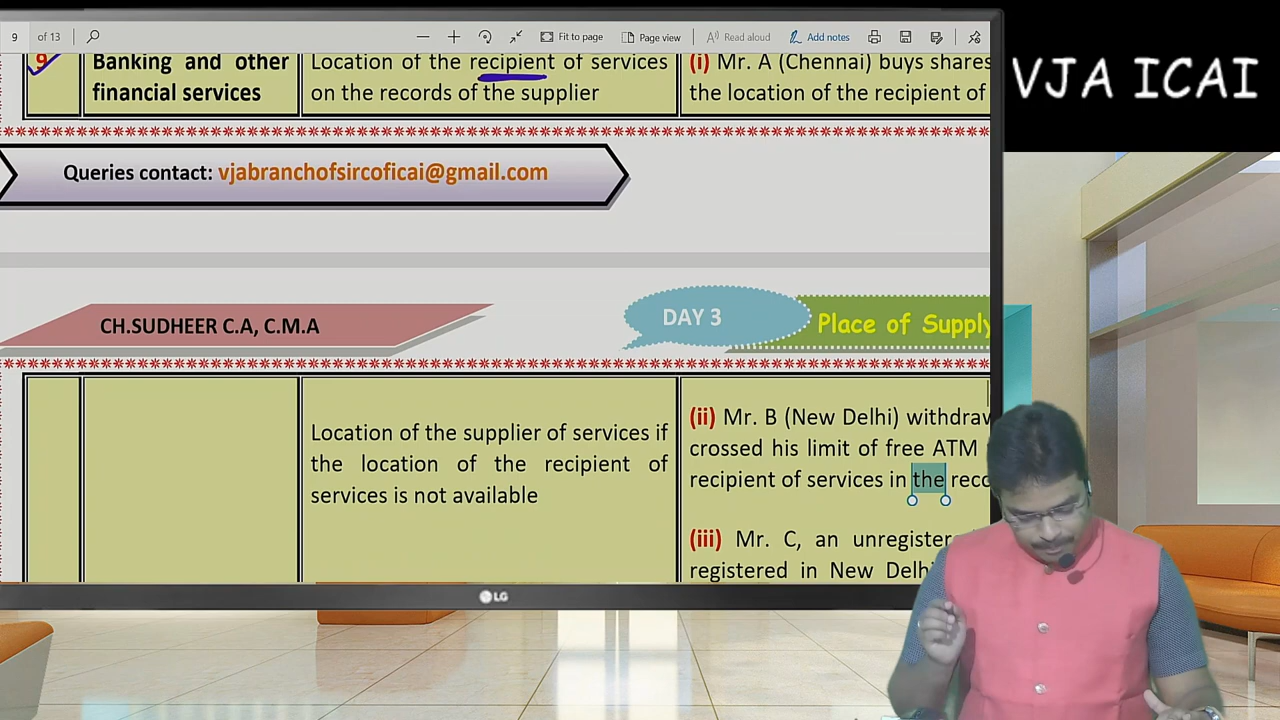 9 of 13 Fit to page Page view Read aloud Add notes
VJA ICAI
9
Banking and other
financial services
Location of the recipient of services
on the records of the supplier
(i) Mr. A (Chennai) buys shares
the location of the recipient of
Queries contact: vjabranchofsircoficai@gmail.com
CH.SUDHEER C.A, C.M.A
DAY 3
Place of Supply
Location of the supplier of services if
the location of the recipient of
services is not available
(ii) Mr. B (New Delhi) withdraw
crossed his limit of free ATM
recipient of services in the reco
(iii) Mr. C, an unregister
registered in New Delhi
LG